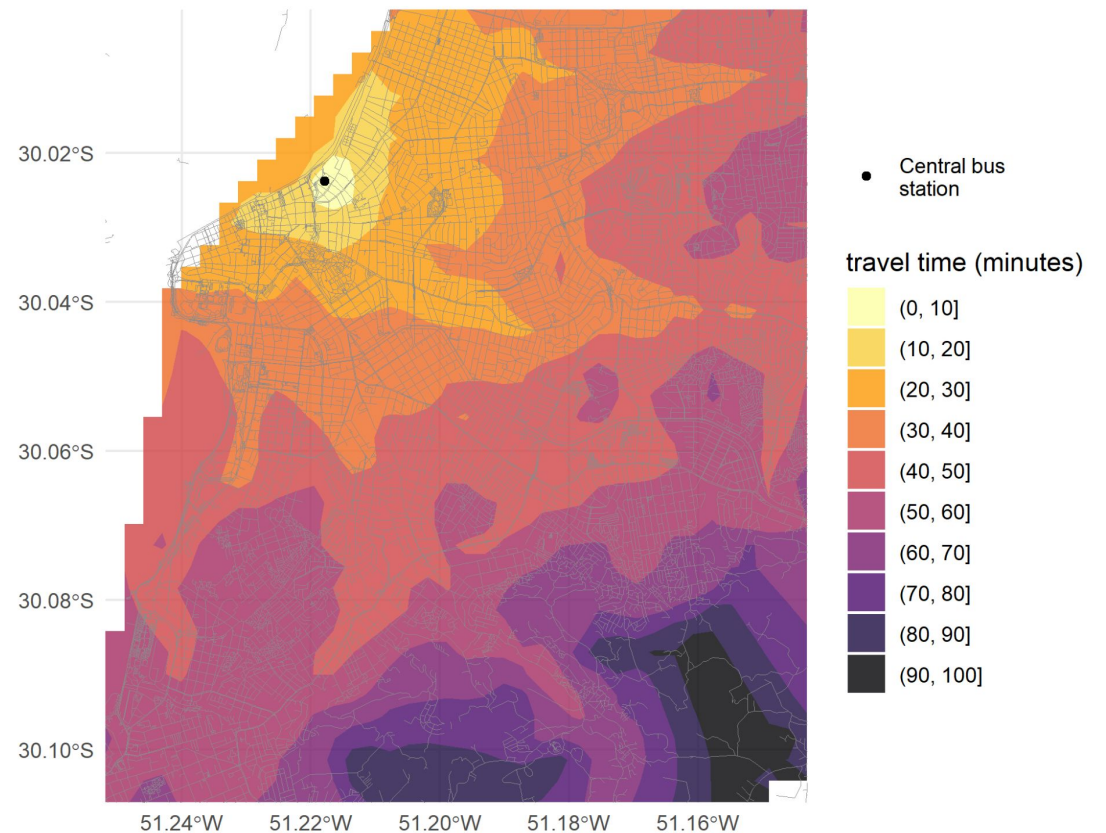 30.02°S
30.04°S
30.06°S
30.08°S
30.10°S
51.24°W
51.22°W
51.20°W
51.18°W
51.16°W
Central bus
station
travel time (minutes)
(0, 10]
(10, 20]
(20, 30]
(30, 40]
(40, 50]
(50, 60]
(60, 70]
(70, 80]
(80, 90]
(90, 100]